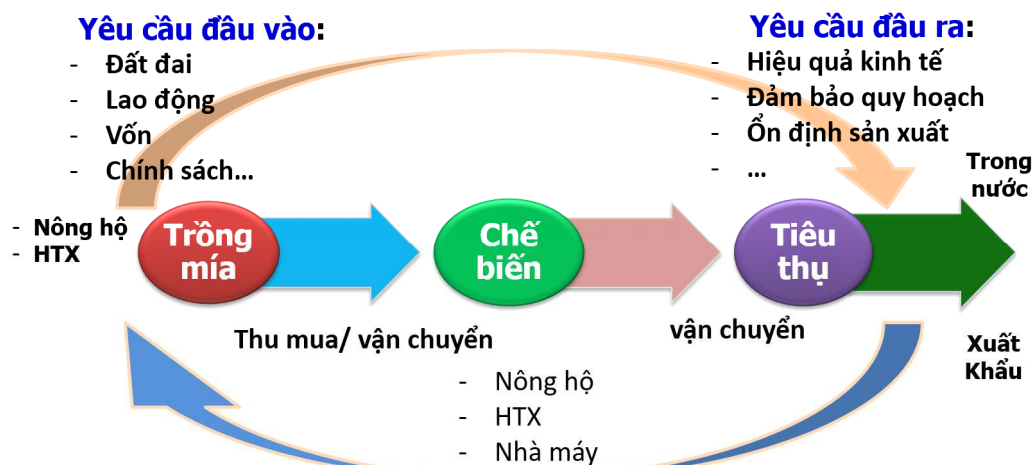 Yêu cầu đầu vào:
- Đất đai
- Lao động
- Vốn
- Chính sách...
Yêu cầu đầu ra:
- Hiệu quả kinh tế
- Đảm bảo quy hoạch
- Ổn định sản xuất
- ...
- Nông hộ
- HTX
Trồng
mía
Chế
biến
Tiêu
thụ
Trong
nước
Thu mua/ vận chuyển
vận chuyển
Xuất
Khẩu
- Nông hộ
- HTX
- Nhà máy